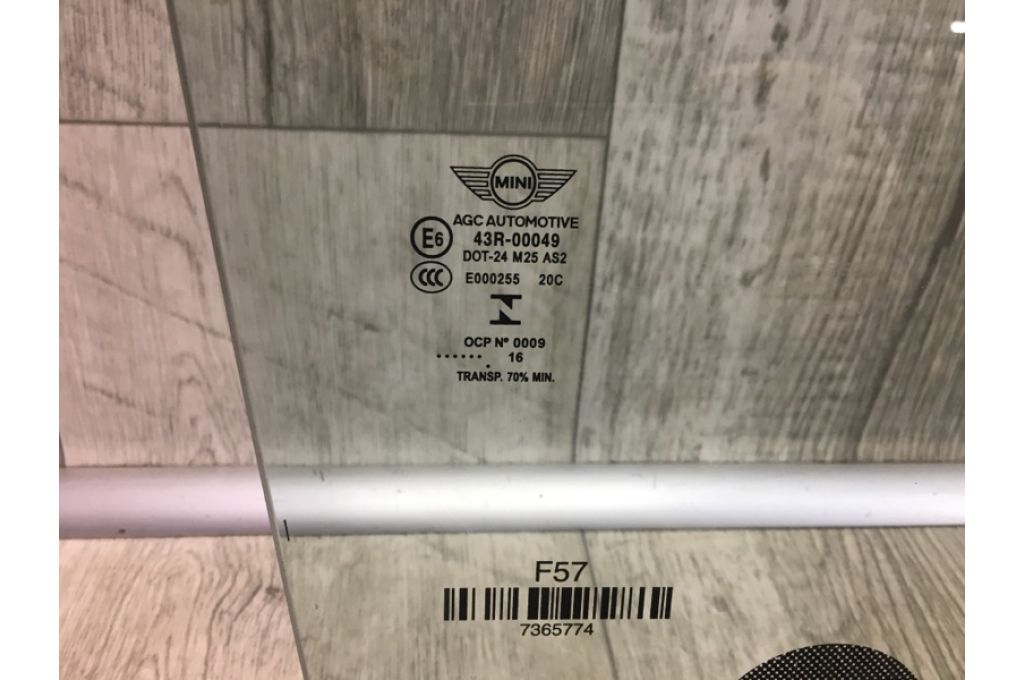 MINI
AGC AUTOMOTIVE
E6 43R-00049
DOT-24 M25 AS2
CCC E000255 20C
OCP Nº 0009
....... 16
.
TRANSP. 70% MIN.
F57
7365774